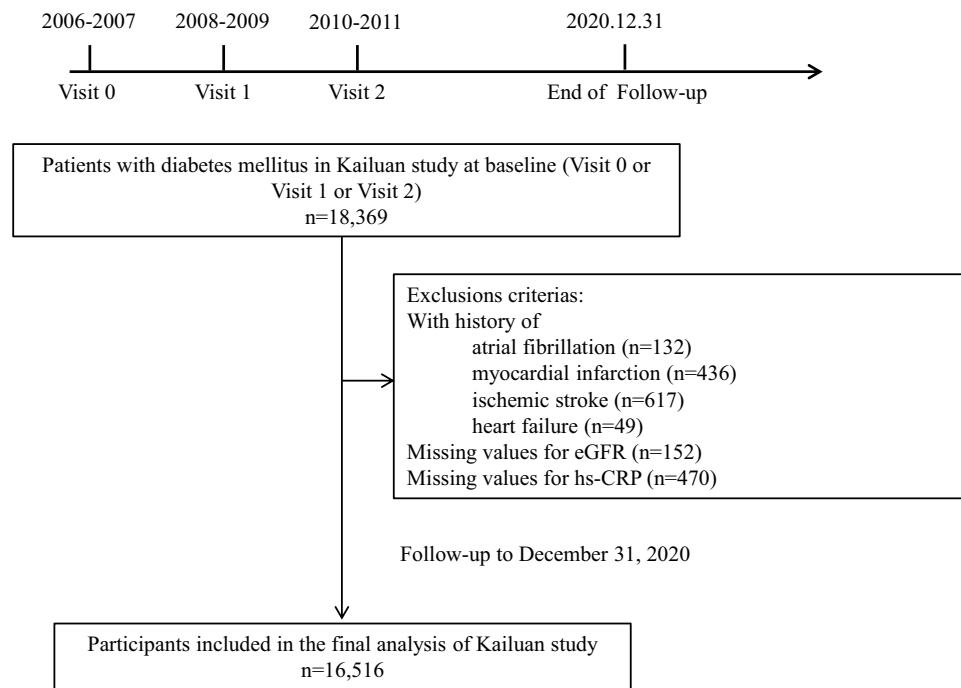 2006-2007 2008-2009 2010-2011 2020.12.31
Visit 0 Visit 1 Visit 2 End of Follow-up
Patients with diabetes mellitus in Kailuan study at baseline (Visit 0 or
Visit 1 or Visit 2)
n=18,369
Exclusions criterias:
With history of
atrial fibrillation (n=132)
myocardial infarction (n=436)
ischemic stroke (n=617)
heart failure (n=49)
Missing values for eGFR (n=152)
Missing values for hs-CRP (n=470)
Follow-up to December 31, 2020
Participants included in the final analysis of Kailuan study
n=16,516